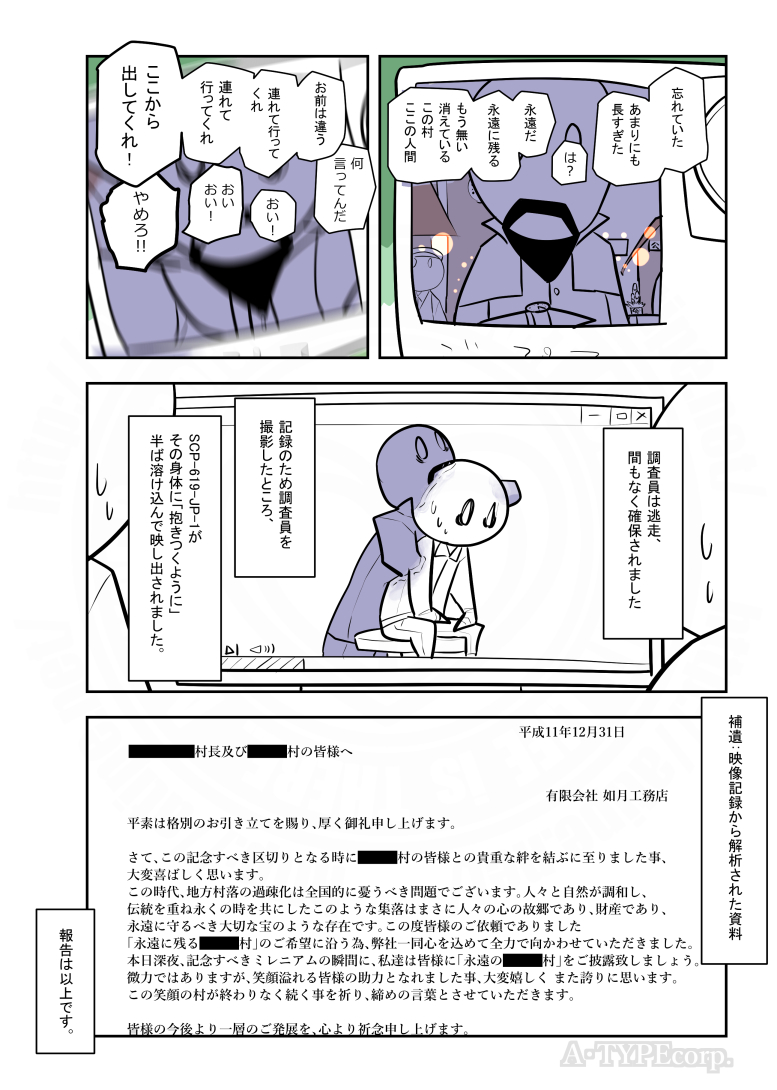 忘れていた
あまりにも
長すぎた
は?
永遠だ
永遠に残る
もう無い
消えている
この村
ここの人間
何
言ってんだ
お前は違う
おい!
連れて行って
くれ
連れて
行ってくれ
おい
おい!
ここから
出してくれ!
やめろ!!
調査員は逃走、
間もなく確保されました
記録のため調査員を
撮影したところ、
SCP-619-JP-1が
その身体に「抱きつくように」
半ば溶け込んで映し出されました。
補遺:映像記録から解析された資料
平成11年12月31日
村長及び 村の皆様へ
有限会社 如月工務店
平素は格別のお引き立てを賜り、厚く御礼申し上げます。
さて、この記念すべき区切りとなる時に 村の皆様との貴重な絆を結ぶに至りました事、
大変喜ばしく思います。
この時代、地方村落の過疎化は全国的に憂うべき問題でございます。人々と自然が調和し、
伝統を重ね永くの時を共にしたこのような集落はまさに人々の心の故郷であり、財産であり、
永遠に守るべき大切な宝のような存在です。この度皆様のご依頼でありました
「永遠に残る 村」のご希望に沿う為、弊社一同心を込めて全力で向かわせていただきました。
本日深夜、記念すべきミレニアムの瞬間に、私達は皆様に「永遠の 村」をご披露致しましょう。
微力ではありますが、笑顔溢れる皆様の助力となれました事、大変嬉しく また誇りに思います。
この笑顔の村が終わりなく続く事を祈り、締めの言葉とさせていただきます。
皆様の今後より一層のご発展を、心より祈念申し上げます。
報告は以上です。
A-TYPEcorp.